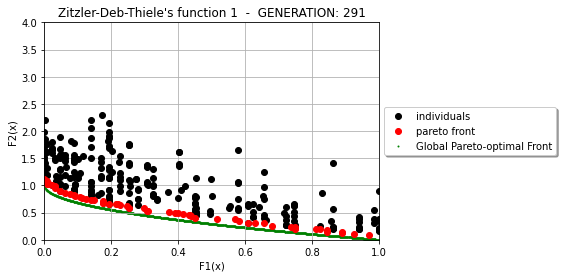 Zitzler-Deb-Thiele's function 1 - GENERATION: 291
4.0
3.5
3.0
2.5
2.0
1.5
1.0
0.5
0.0
F2(x)
0.0 0.2 0.4 0.6 0.8 1.0
F1(x)
individuals
pareto front
Global Pareto-optimal Front